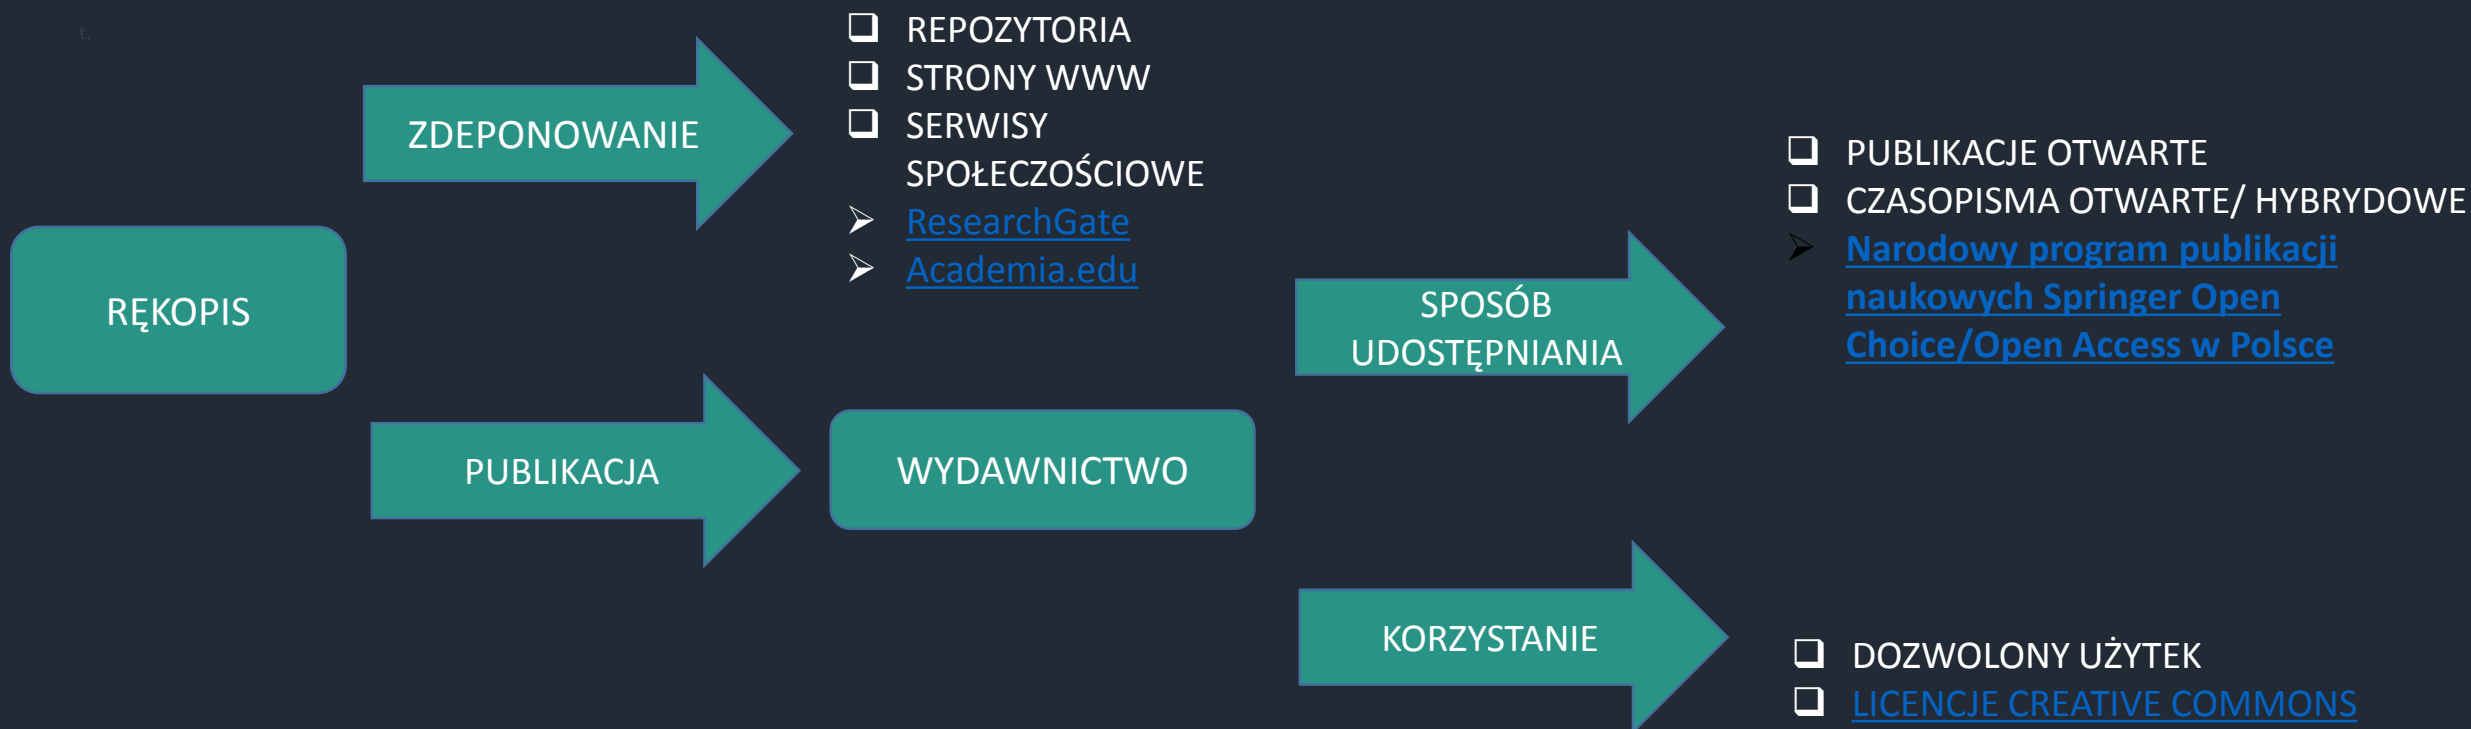 t.
REPOZYTORIA
STRONY WWW
SERWISY
SPOŁECZOŚCIOWE
ResearchGate
Academia.edu
ZDEPONOWANIE
RĘKOPIS
PUBLIKACJA
WYDAWNICTWO
SPOSÓB
UDOSTĘPNIANIA
PUBLIKACJE OTWARTE
CZASOPISMA OTWARTE/ HYBRYDOWE
Narodowy program publikacji
naukowych Springer Open
Choice/Open Access w Polsce
KORZYSTANIE
DOZWOLONY UŻYTEK
LICENCJE CREATIVE COMMONS